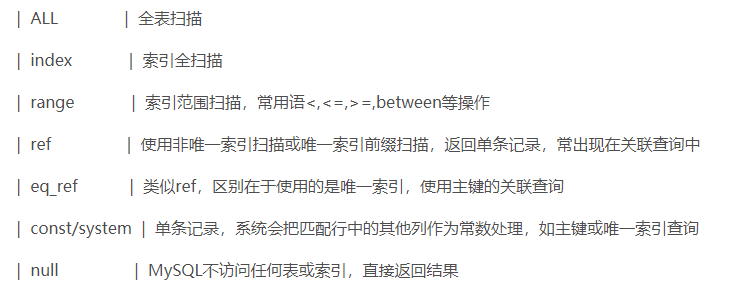 | ALL | 全表扫描
| index | 索引全扫描
| range | 索引范围扫描，常用语<,<=,>=,between等操作
| ref | 使用非唯一索引扫描或唯一索引前缀扫描，返回单条记录，常出现在关联查询中
| eq_ref | 类似ref，区别在于使用的是唯一索引，使用主键的关联查询
| const/system | 单条记录，系统会把匹配行中的其他列作为常数处理，如主键或唯一索引查询
| null | MySQL不访问任何表或索引，直接返回结果